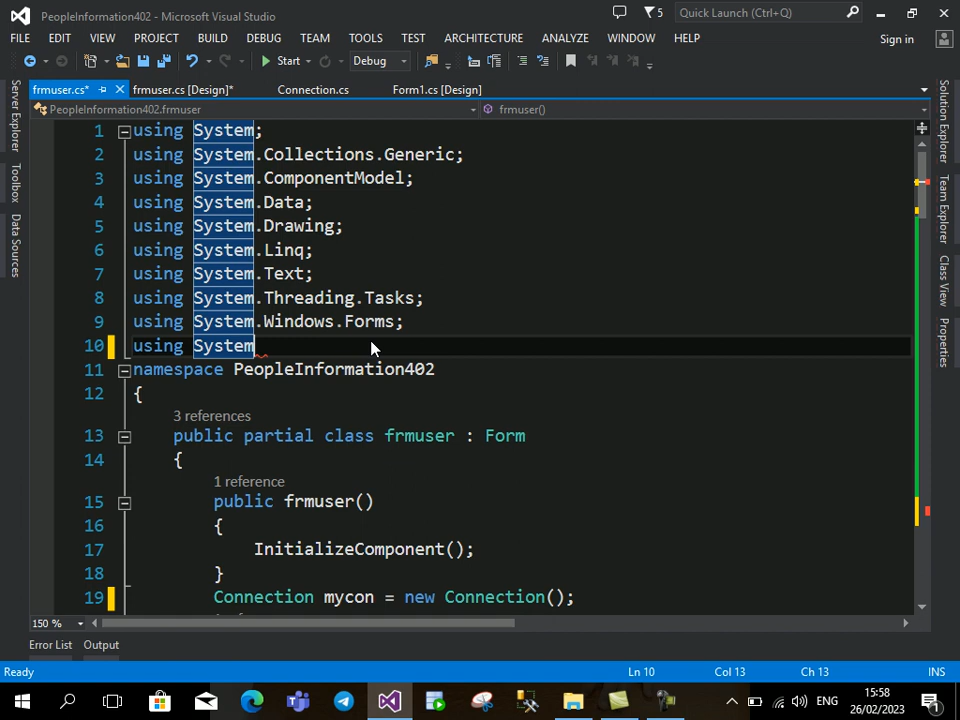 PeopleInformation402 - Microsoft Visual Studio
5
Quick Launch (Ctrl+Q)
FILE EDIT VIEW PROJECT BUILD DEBUG TEAM TOOLS TEST ARCHITECTURE ANALYZE WINDOW HELP
Sign in
Start Debug
frmuser.cs* frmuser.cs [Design]* Connection.cs Form1.cs [Design]
PeopleInformation402.frmuser frmuser()
Server Explorer
Toolbox
Data Sources
Solution Explorer
Team Explorer
Class View
Properties
1 using System;
2 using System.Collections.Generic;
3 using System.ComponentModel;
4 using System.Data;
5 using System.Drawing;
6 using System.Linq;
7 using System.Text;
8 using System.Threading.Tasks;
9 using System.Windows.Forms;
10 using System
11 namespace PeopleInformation402
12 {
3 references
13 public partial class frmuser : Form
14 {
1 reference
15 public frmuser()
16 {
17 InitializeComponent();
18 }
19 Connection mycon = new Connection();
150 %
Error List Output
Ready Ln 10 Col 13 Ch 13 INS
ENG
15:58
26/02/2023
1